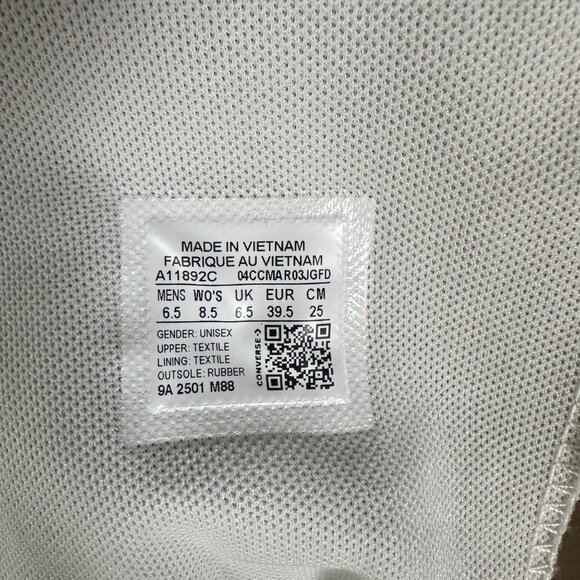 MADE IN VIETNAM
FABRIQUE AU VIETNAM
A11892C 04CCMAR03JGFD
MENS WO'S UK EUR CM
6.5 8.5 6.5 39.5 25
GENDER: UNISEX
UPPER: TEXTILE
LINING: TEXTILE
OUTSOLE: RUBBER
9A 2501 M88
CONVERSE